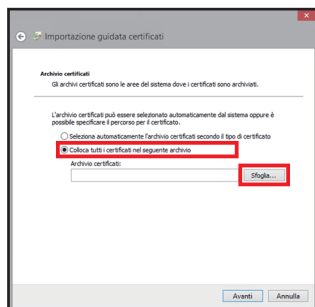 Importazione guidata certificati
Archivio certificati
Gli archivi certificati sono le aree del sistema dove i certificati sono archiviati.
L'archivio certificati può essere selezionato automaticamente dal sistema oppure è
possibile specificare il percorso per il certificato.
Seleziona automaticamente l'archivio certificati secondo il tipo di certificato
Colloca tutti i certificati nel seguente archivio
Archivio certificati:
Sfoglia...
Avanti Annulla